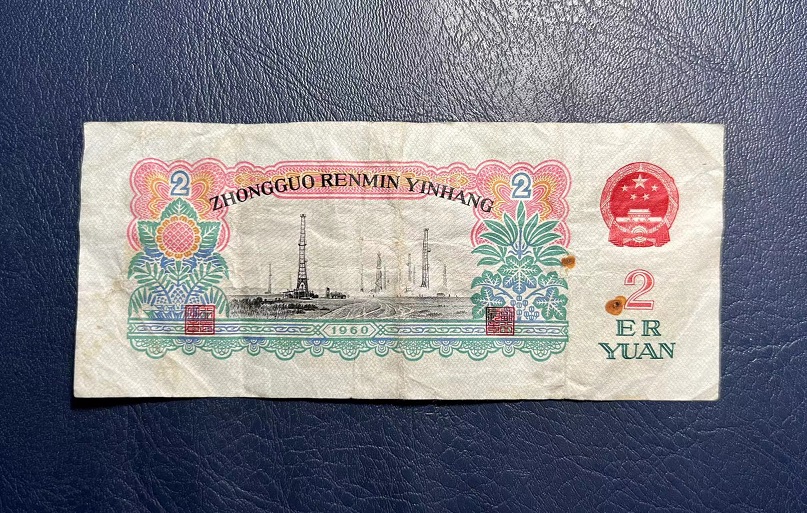 2
ZHONGGUO RENMIN YINHANG
2
1960
2
ER
YUAN